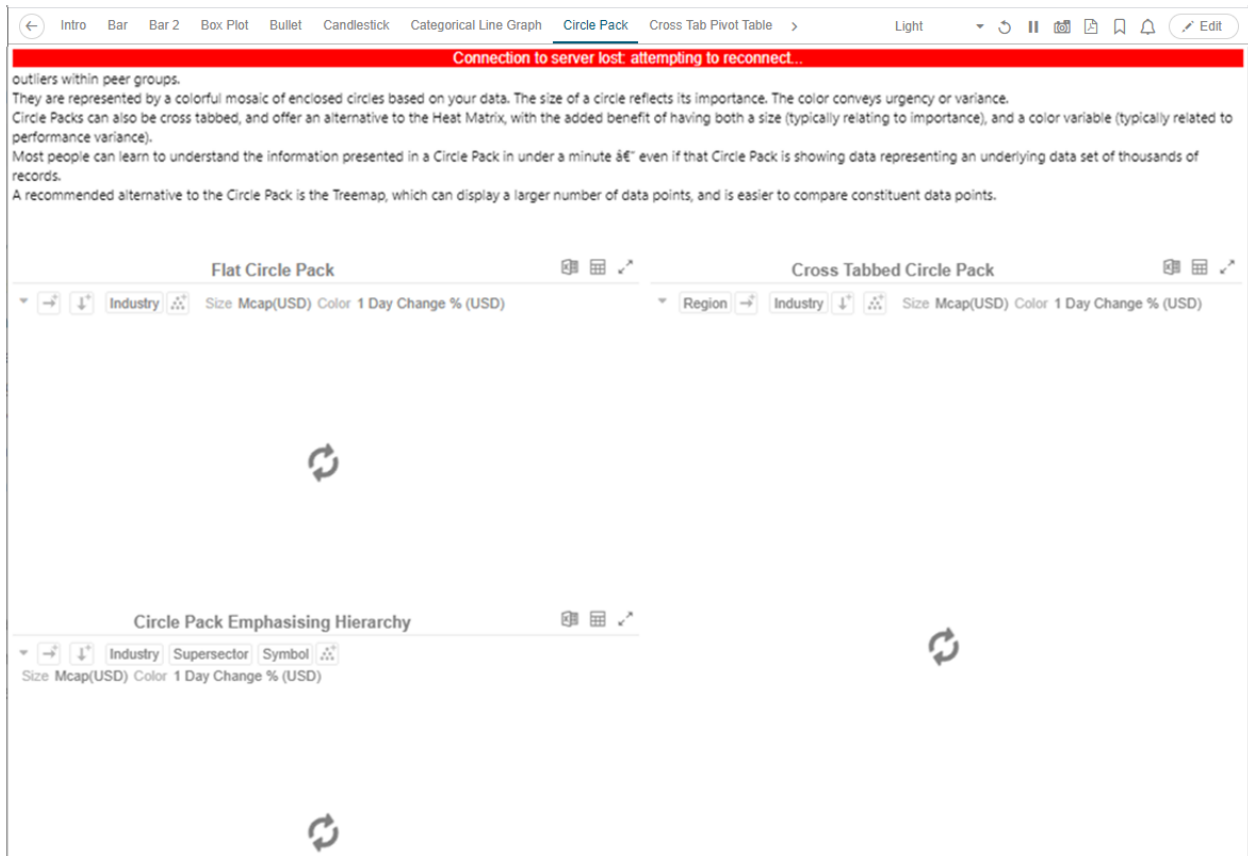 Intro Bar Bar 2 Box Plot Bullet Candlestick Categorical Line Graph Circle Pack Cross Tab Pivot Table Light Edit
Connection to server lost: attempting to reconnect...
outliers within peer groups.
They are represented by a colorful mosaic of enclosed circles based on your data. The size of a circle reflects its importance. The color conveys urgency or variance.
Circle Packs can also be cross tabbed, and offer an alternative to the Heat Matrix, with the added benefit of having both a size (typically relating to importance), and a color variable (typically related to
performance variance).
Most people can learn to understand the information presented in a Circle Pack in under a minute â€“ even if that Circle Pack is showing data representing an underlying data set of thousands of
records.
A recommended alternative to the Circle Pack is the Treemap, which can display a larger number of data points, and is easier to compare constituent data points.
Flat Circle Pack
Industry Size Mcap(USD) Color 1 Day Change % (USD)
Cross Tabbed Circle Pack
Region Industry Size Mcap(USD) Color 1 Day Change % (USD)
Circle Pack Emphasising Hierarchy
Industry Supersector Symbol
Size Mcap(USD) Color 1 Day Change % (USD)